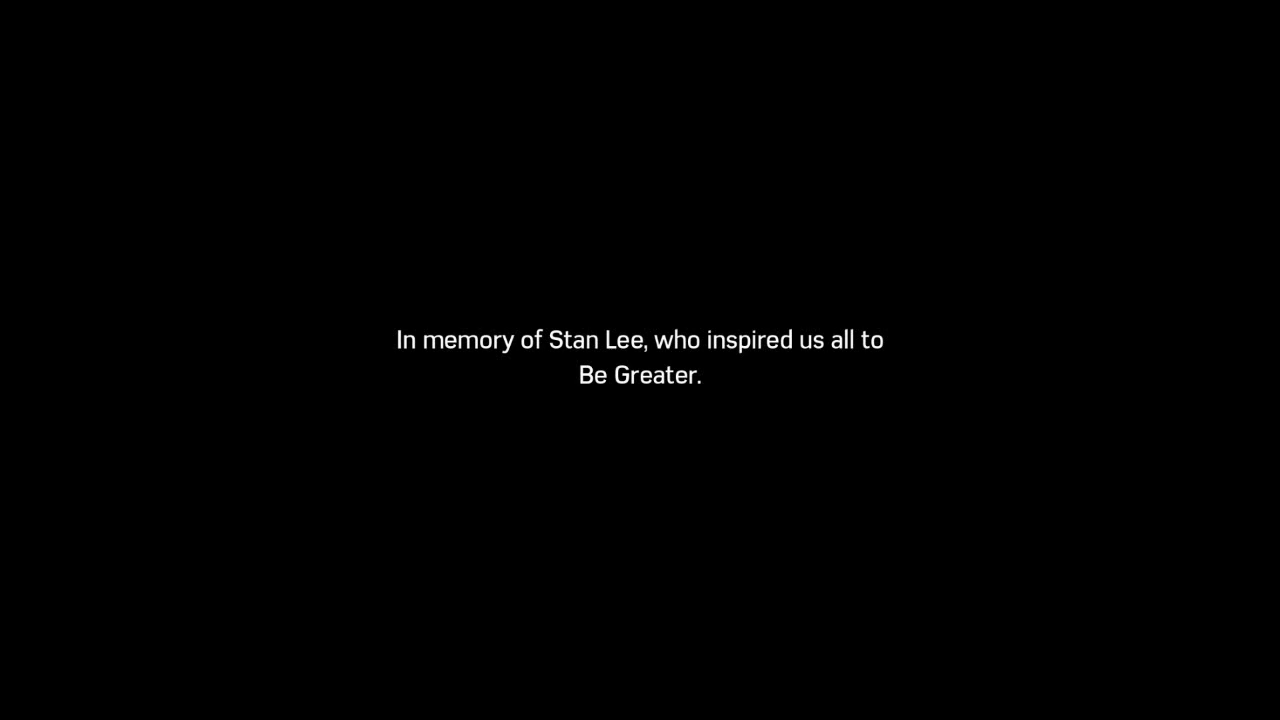 In memory of Stan Lee, who inspired us all to
Be Greater.